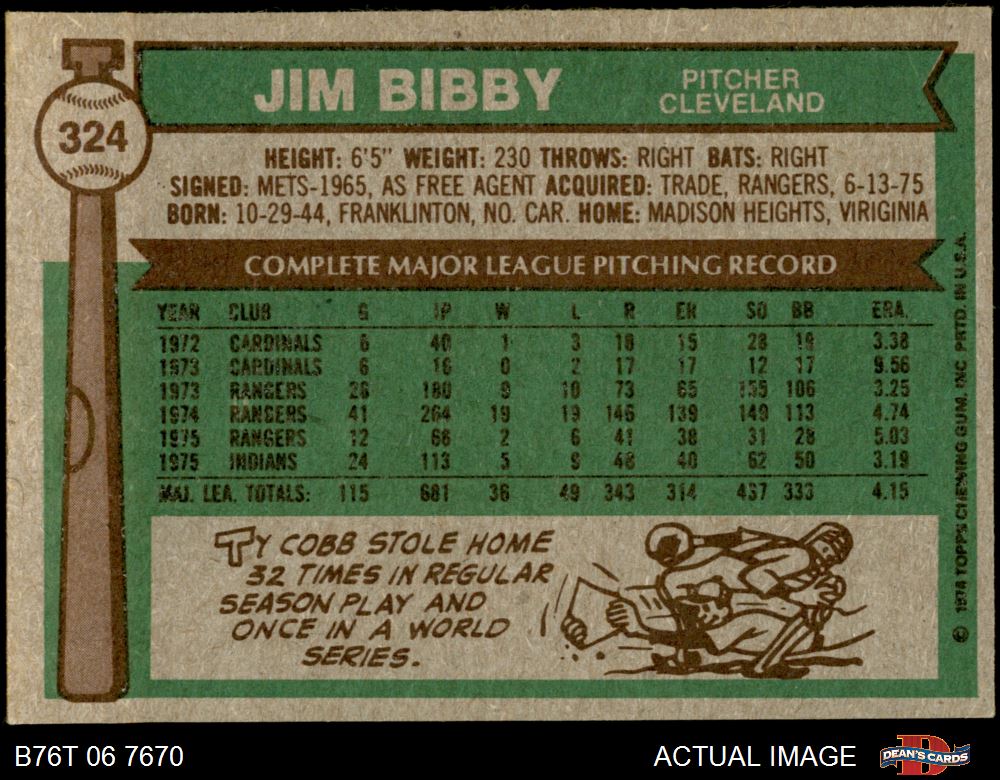 324
JIM BIBBY
PITCHER
CLEVELAND
HEIGHT: 6'5" WEIGHT: 230 THROWS: RIGHT BATS: RIGHT
SIGNED: METS-1965, AS FREE AGENT ACQUIRED: TRADE, RANGERS, 6-13-75
BORN: 10-29-44, FRANKLINTON, NO. CAR. HOME: MADISON HEIGHTS, VIRIGINIA
COMPLETE MAJOR LEAGUE PITCHING RECORD
YEAR CLUB G IP W L R ER SO BB ERA.
1972 CARDINALS 6 40 1 3 18 15 28 19 3.38
1973 CARDINALS 6 16 0 2 17 17 12 17 9.56
1973 RANGERS 26 180 9 10 73 65 155 106 3.25
1974 RANGERS 41 264 19 19 146 139 149 113 4.74
1975 RANGERS 12 68 2 6 41 38 31 28 5.03
1975 INDIANS 24 113 5 9 48 40 62 50 3.19
MAJ. LEA. TOTALS: 115 681 36 49 343 314 437 333 4.15
TY COBB STOLE HOME
32 TIMES IN REGULAR
SEASON PLAY AND
ONCE IN A WORLD
SERIES.
© TOPPS CHEWING GUM, INC. PRTD. IN U.S.A.
B76T 06 7670
ACTUAL IMAGE
D
DEAN'S CARDS